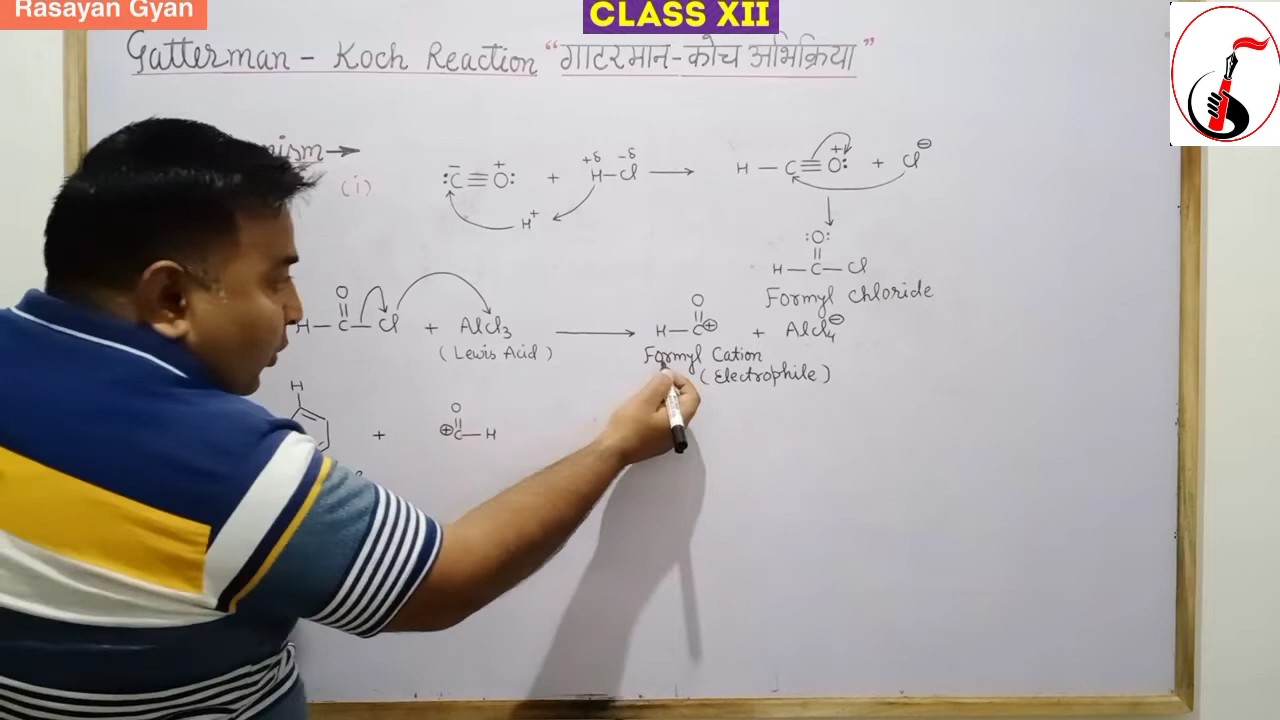 Rasayan Gyan
CLASS XII
Gatterman - Koch Reaction "गाटरमान-कोच अभिक्रिया"
(i)
:C̄≡O⁺: + H^{+δ}-Cl^{-δ} → H-C≡O⁺: + Cl⊖
H⁺
:O:
H-C-Cl
Formyl Chloride
O O
H-C-Cl + AlCl₃ → H-C⊕ + AlCl₄⊖
(Lewis Acid) Formyl Cation
(Electrophile)
H O
+ ⊕C-H